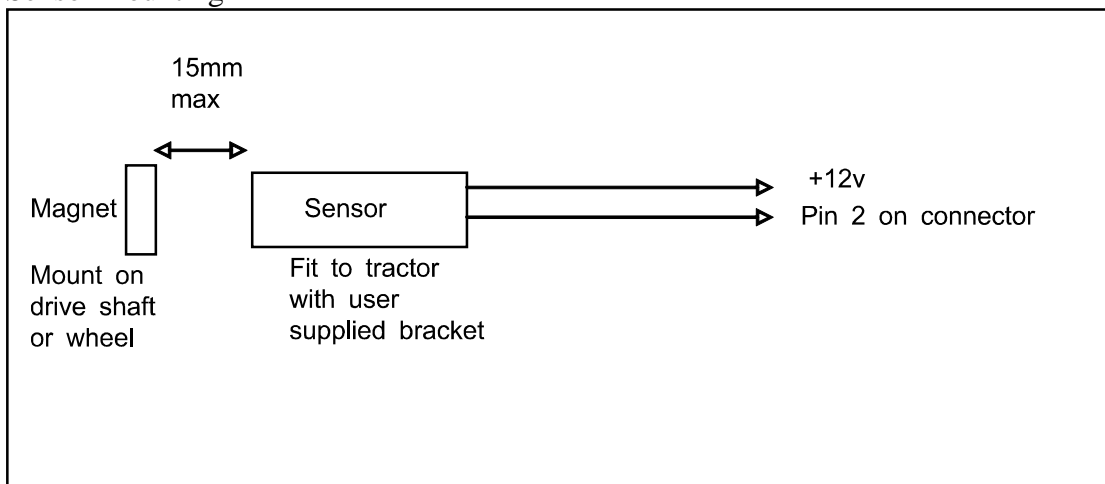 15mm
max
+12v
Magnet
Sensor
Pin 2 on connector
Mount on
drive shaft
or wheel
Fit to tractor
with user
supplied bracket